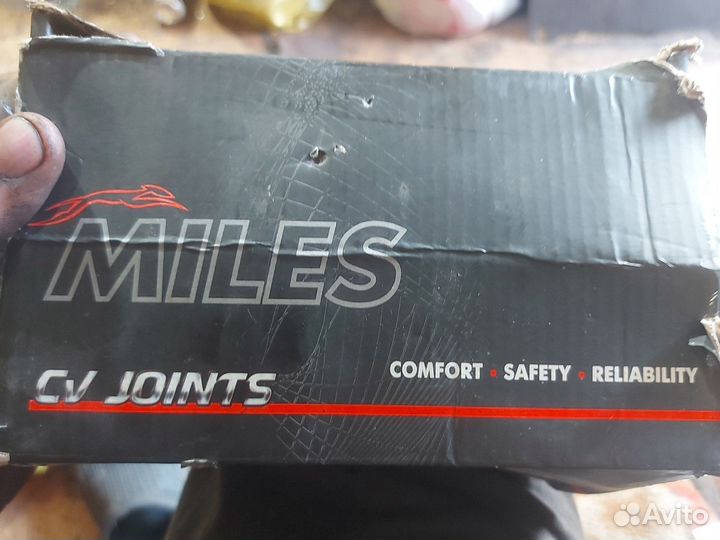 MILES
CV JOINTS
COMFORT SAFETY RELIABILITY
Avito